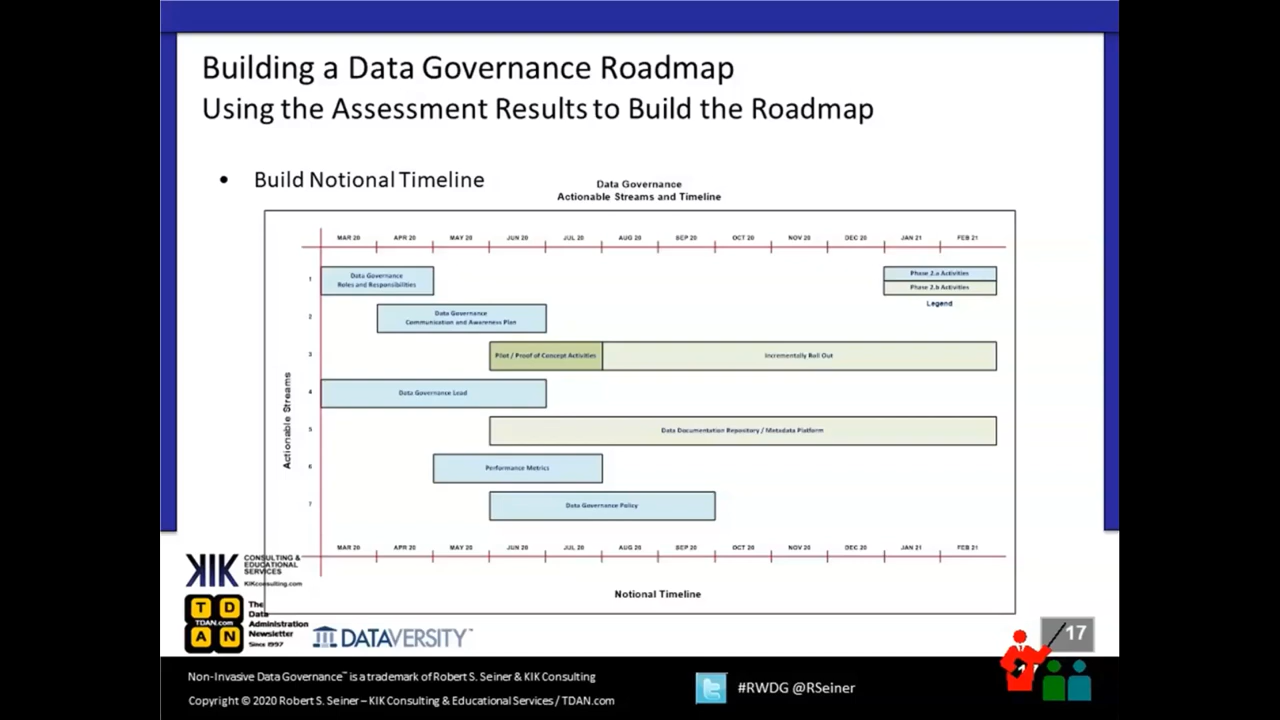 Building a Data Governance Roadmap
Using the Assessment Results to Build the Roadmap
• Build Notional Timeline
Data Governance
Actionable Streams and Timeline
MAR 20 APR 20 MAY 20 JUN 20 JUL 20 AUG 20 SEP 20 OCT 20 NOV 20 DEC 20 JAN 21 FEB 21
1
Data Governance
Roles and Responsibilities
Phase 2.a Activities
Phase 2.b Activities
Legend
2
Data Governance
Communication and Awareness Plan
3
Pilot / Proof of Concept Activities
Incrementally Roll Out
Actionable Streams
4
Data Governance Lead
5
Data Documentation Repository / Metadata Platform
6
Performance Metrics
7
Data Governance Policy
MAR 20 APR 20 MAY 20 JUN 20 JUL 20 AUG 20 SEP 20 OCT 20 NOV 20 DEC 20 JAN 21 FEB 21
Notional Timeline
KIK
CONSULTING &
EDUCATIONAL
SERVICES
KIKconsulting.com
T D
TDAN.com
A N
The
Data
Administration
Newsletter
Since 1997
DATAVERSITY™
17
Non-Invasive Data Governance™ is a trademark of Robert S. Seiner & KIK Consulting
Copyright © 2020 Robert S. Seiner – KIK Consulting & Educational Services / TDAN.com
#RWDG @RSeiner